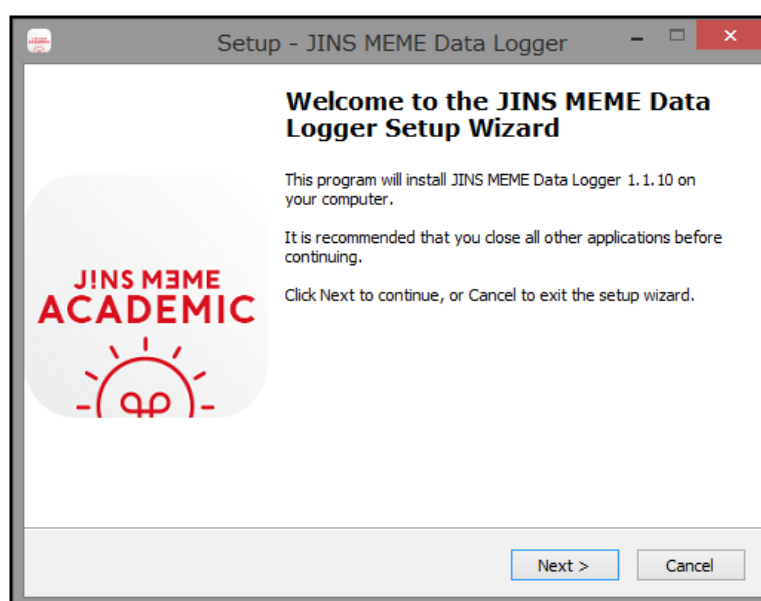 Setup - JINS MEME Data Logger
Welcome to the JINS MEME Data
Logger Setup Wizard
This program will install JINS MEME Data Logger 1.1.10 on
your computer.
It is recommended that you close all other applications before
continuing.
Click Next to continue, or Cancel to exit the setup wizard.
J!NS MEME
ACADEMIC
Next >
Cancel